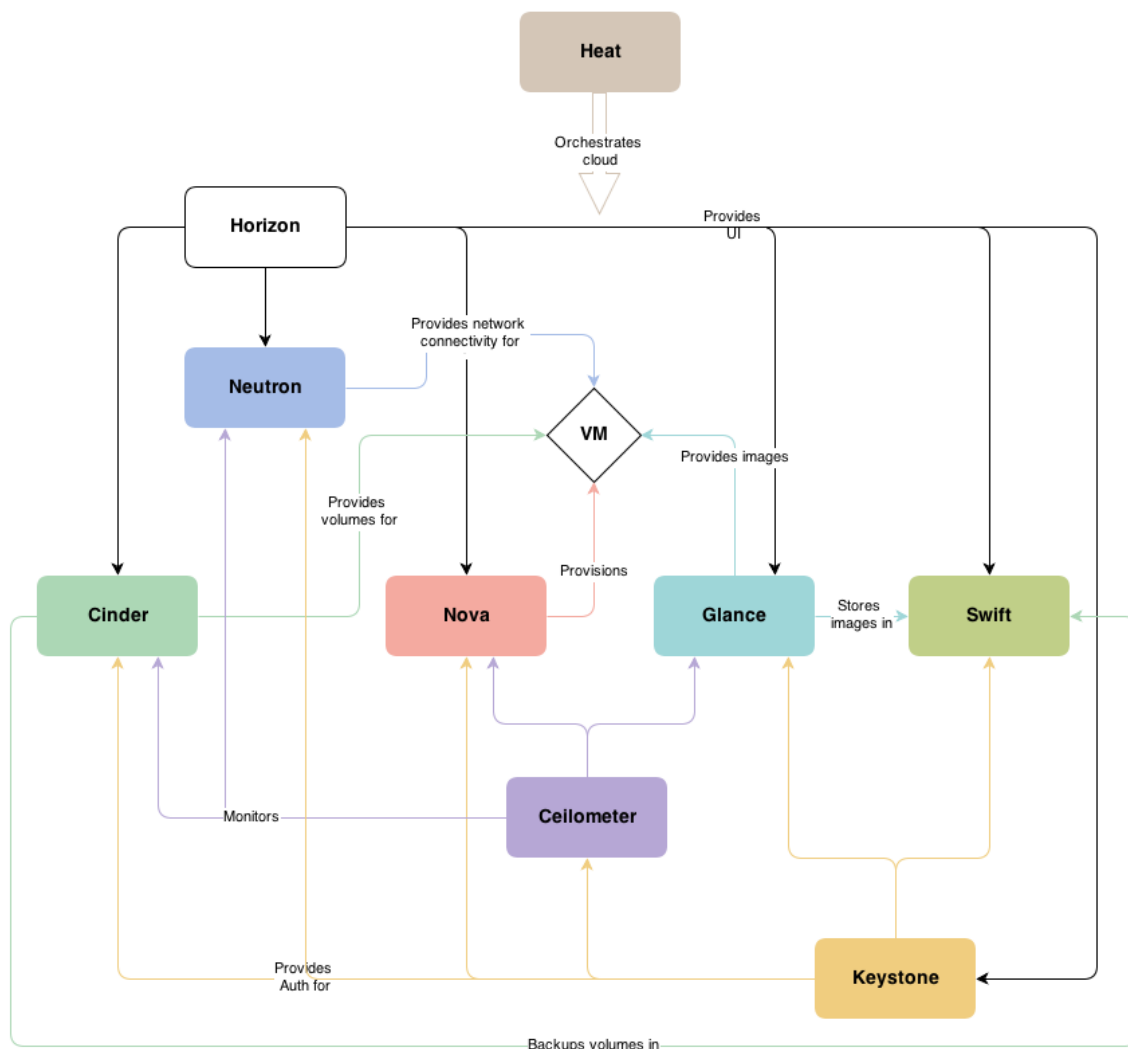 Heat
Orchestrates
cloud
Horizon
Provides
UI
Provides network
connectivity for
Neutron
VM
Provides images
Provides
volumes for
Provisions
Cinder
Nova
Glance
Stores
images in
Swift
Monitors
Ceilometer
Provides
Auth for
Keystone
Backups volumes in